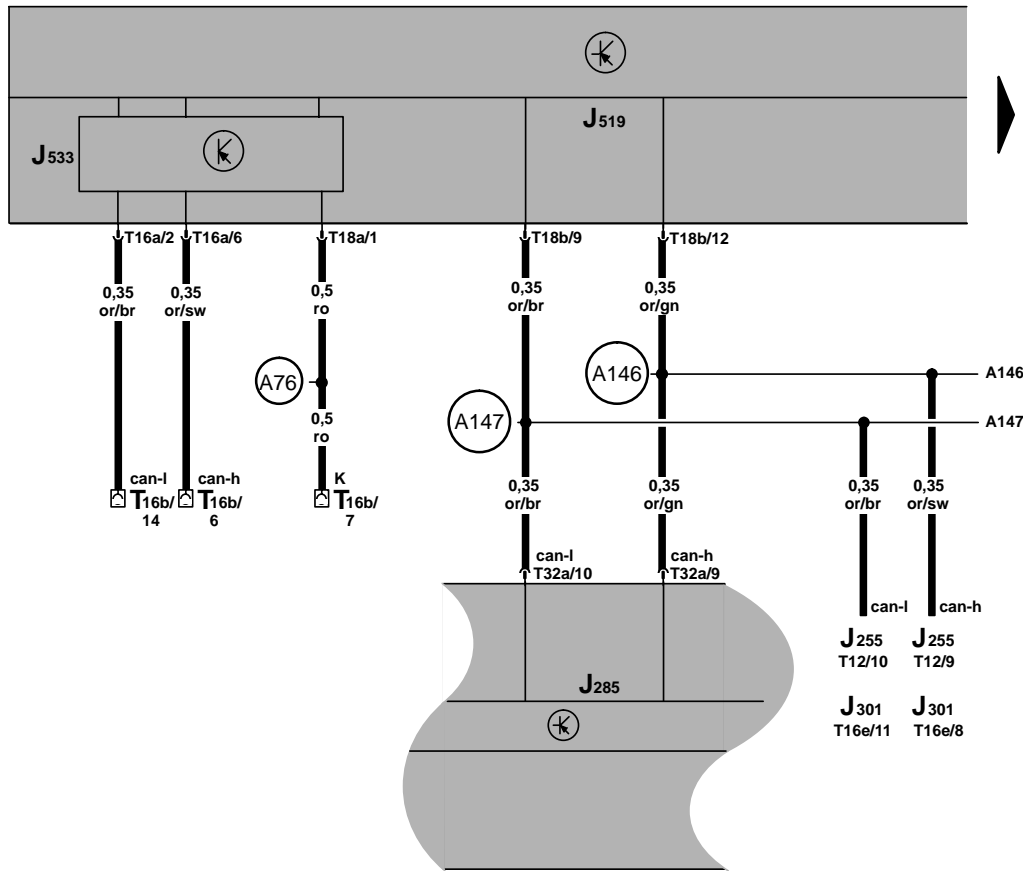 J519
J533
T16a/2 T16a/6 T18a/1 T18b/9 T18b/12
0,35 or/br
0,35 or/sw
0,5 ro
0,35 or/br
0,35 or/gn
A76
A146
A146
A147
A147
0,5 ro
0,35 or/br
0,35 or/gn
0,35 or/br
0,35 or/sw
can-l T16b/14
can-h T16b/6
K T16b/7
can-l T32a/10
can-h T32a/9
can-l
can-h
J255 T12/10
J255 T12/9
J285
J301 T16e/11
J301 T16e/8